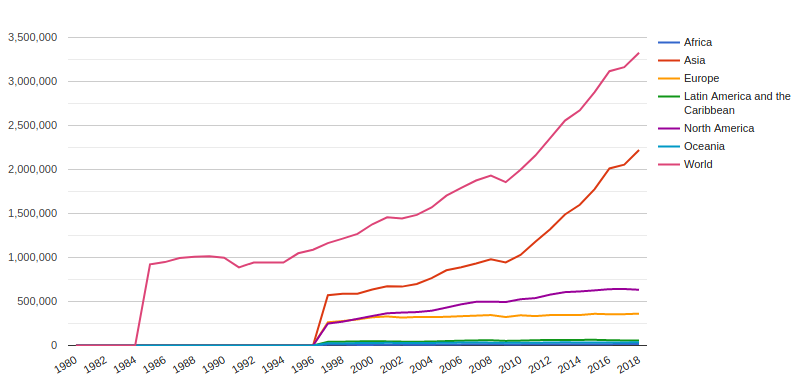 3,500,000
3,000,000
2,500,000
2,000,000
1,500,000
1,000,000
500,000
0
1980 1982 1984 1986 1988 1990 1992 1994 1996 1998 2000 2002 2004 2006 2008 2010 2012 2014 2016 2018
Africa
Asia
Europe
Latin America and the
Caribbean
North America
Oceania
World